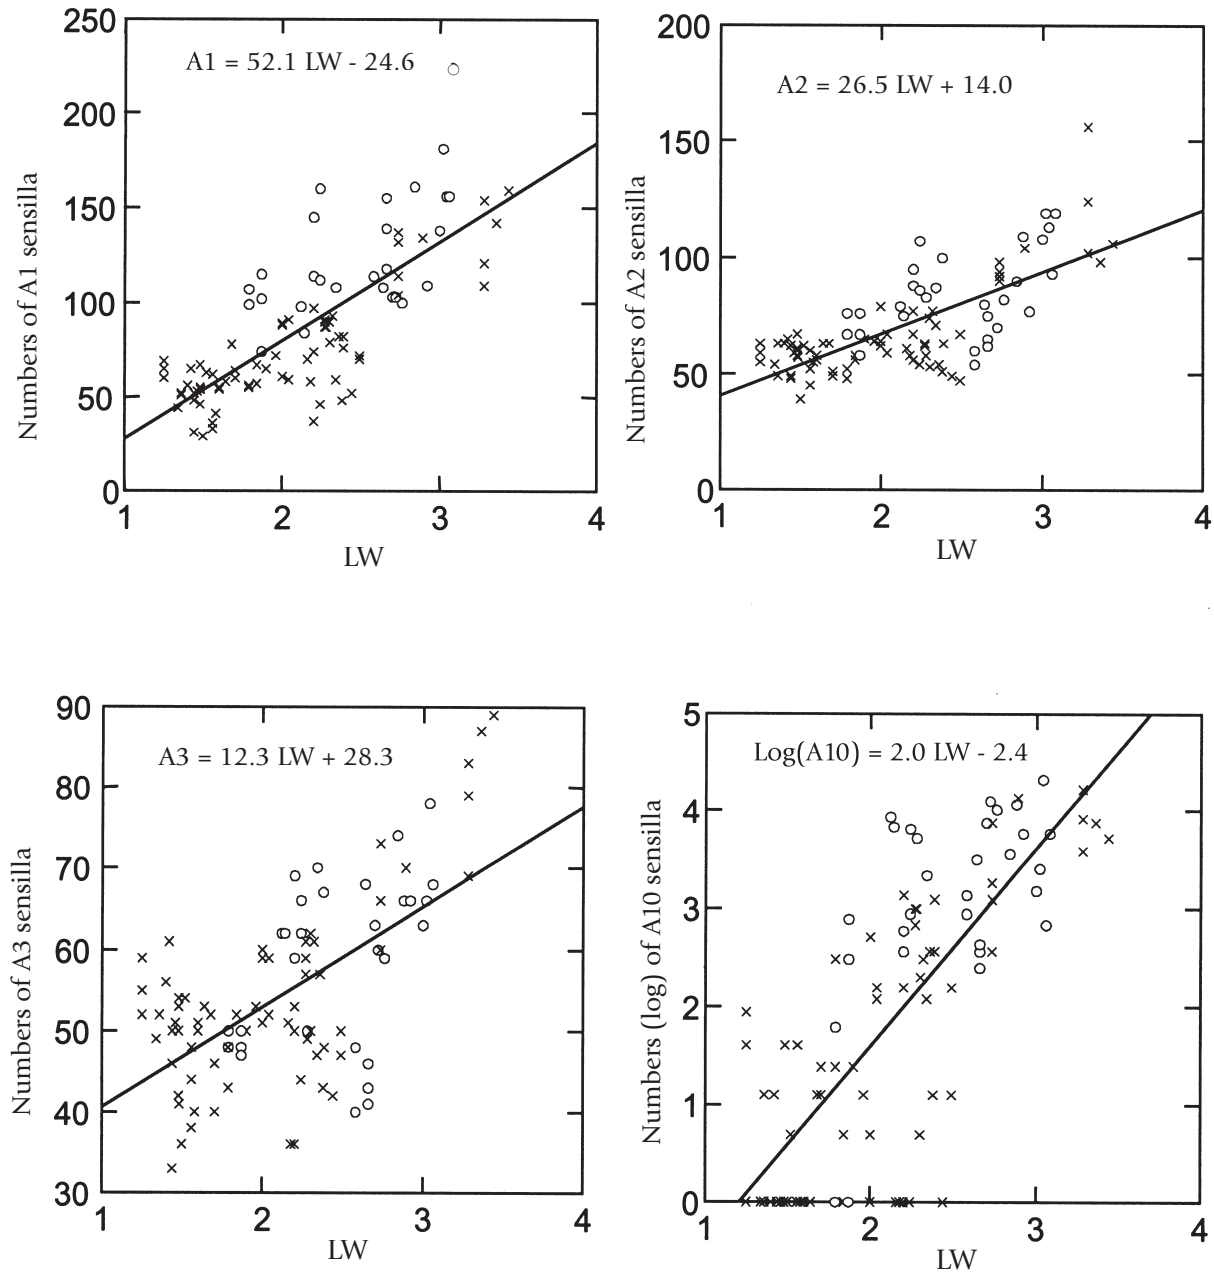 250
200
150
100
50
0
Numbers of A1 sensilla
A1 = 52.1 LW - 24.6
1 2 3 4
LW
200
150
100
50
0
Numbers of A2 sensilla
A2 = 26.5 LW + 14.0
1 2 3 4
LW
90
80
70
60
50
40
30
Numbers of A3 sensilla
A3 = 12.3 LW + 28.3
1 2 3 4
LW
5
4
3
2
1
0
Numbers (log) of A10 sensilla
Log(A10) = 2.0 LW - 2.4
1 2 3 4
LW